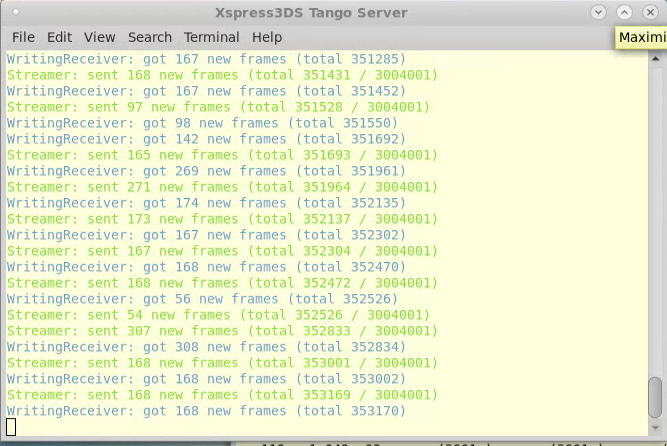 Xspress3DS Tango Server
File Edit View Search Terminal Help
Maximi
WritingReceiver: got 167 new frames (total 351285)
Streamer: sent 168 new frames (total 351431 / 3004001)
WritingReceiver: got 167 new frames (total 351452)
Streamer: sent 97 new frames (total 351528 / 3004001)
WritingReceiver: got 98 new frames (total 351550)
WritingReceiver: got 142 new frames (total 351692)
Streamer: sent 165 new frames (total 351693 / 3004001)
WritingReceiver: got 269 new frames (total 351961)
Streamer: sent 271 new frames (total 351964 / 3004001)
WritingReceiver: got 174 new frames (total 352135)
Streamer: sent 173 new frames (total 352137 / 3004001)
WritingReceiver: got 167 new frames (total 352302)
Streamer: sent 167 new frames (total 352304 / 3004001)
WritingReceiver: got 168 new frames (total 352470)
Streamer: sent 168 new frames (total 352472 / 3004001)
WritingReceiver: got 56 new frames (total 352526)
Streamer: sent 54 new frames (total 352526 / 3004001)
Streamer: sent 307 new frames (total 352833 / 3004001)
WritingReceiver: got 308 new frames (total 352834)
Streamer: sent 168 new frames (total 353001 / 3004001)
WritingReceiver: got 168 new frames (total 353002)
Streamer: sent 168 new frames (total 353169 / 3004001)
WritingReceiver: got 168 new frames (total 353170)